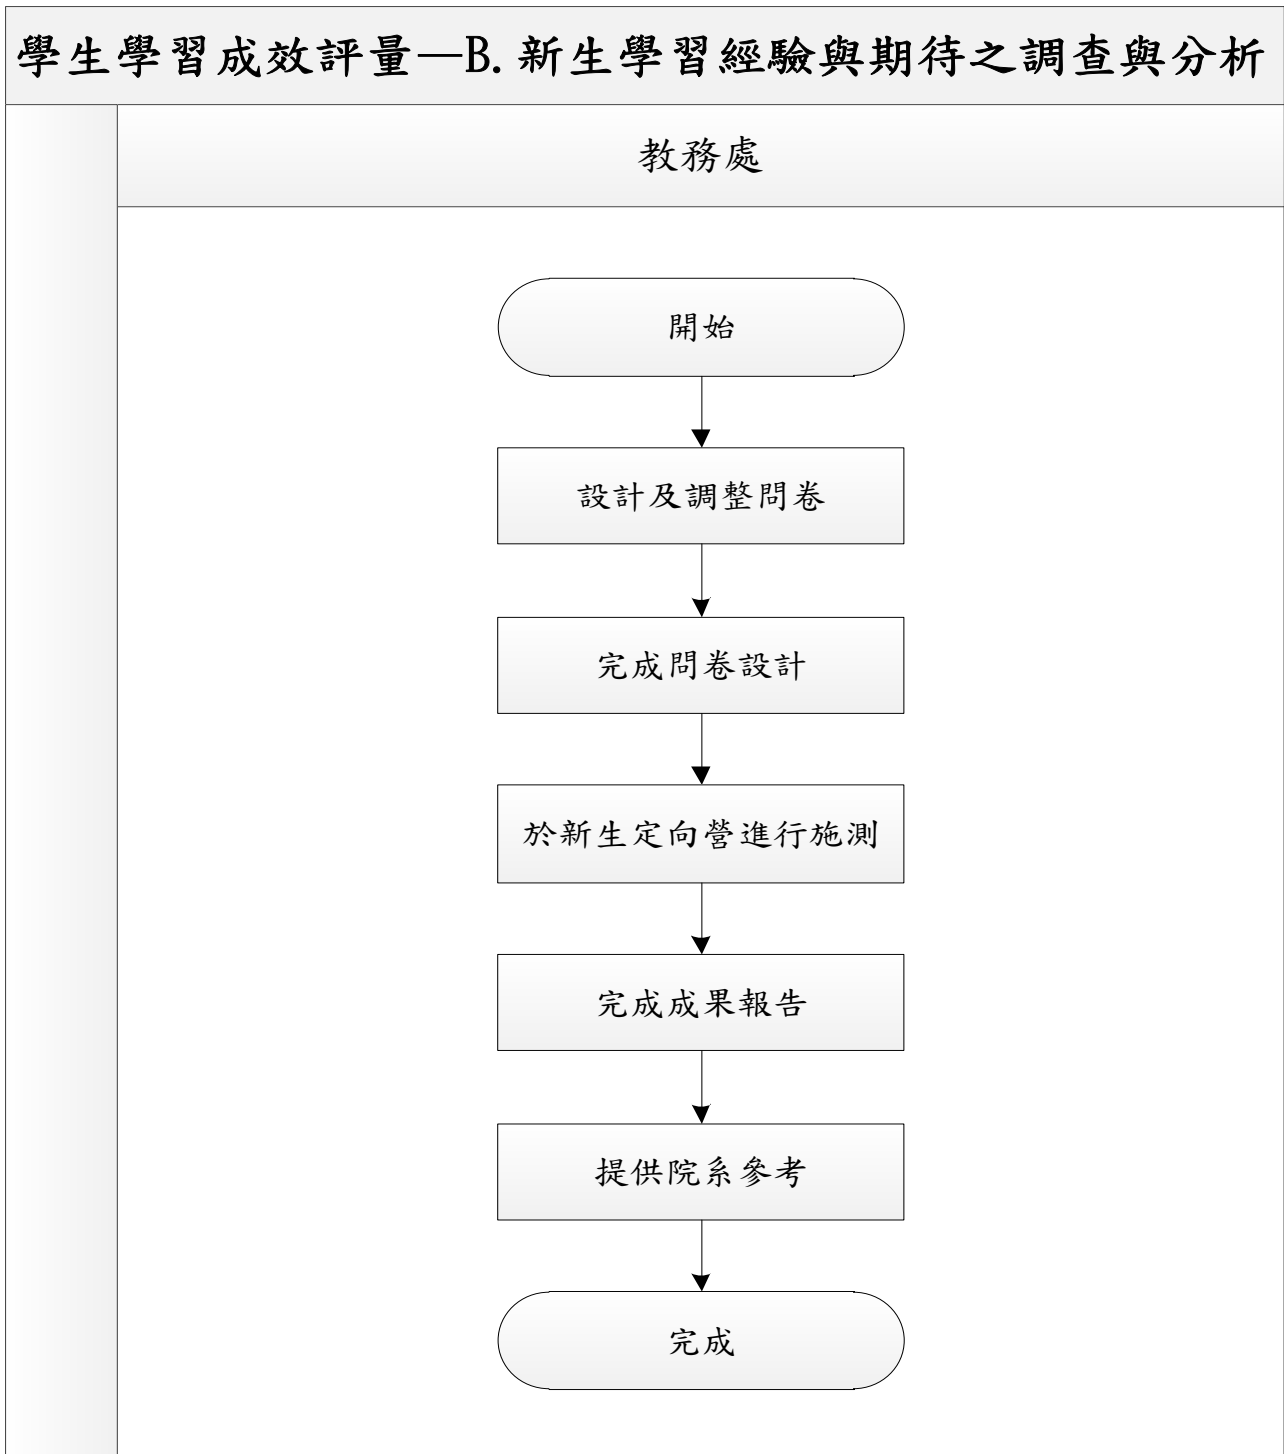 學生學習成效評量—B.新生學習經驗與期待之調查與分析
教務處
開始
設計及調整問卷
完成問卷設計
於新生定向營進行施測
完成成果報告
提供院系參考
完成